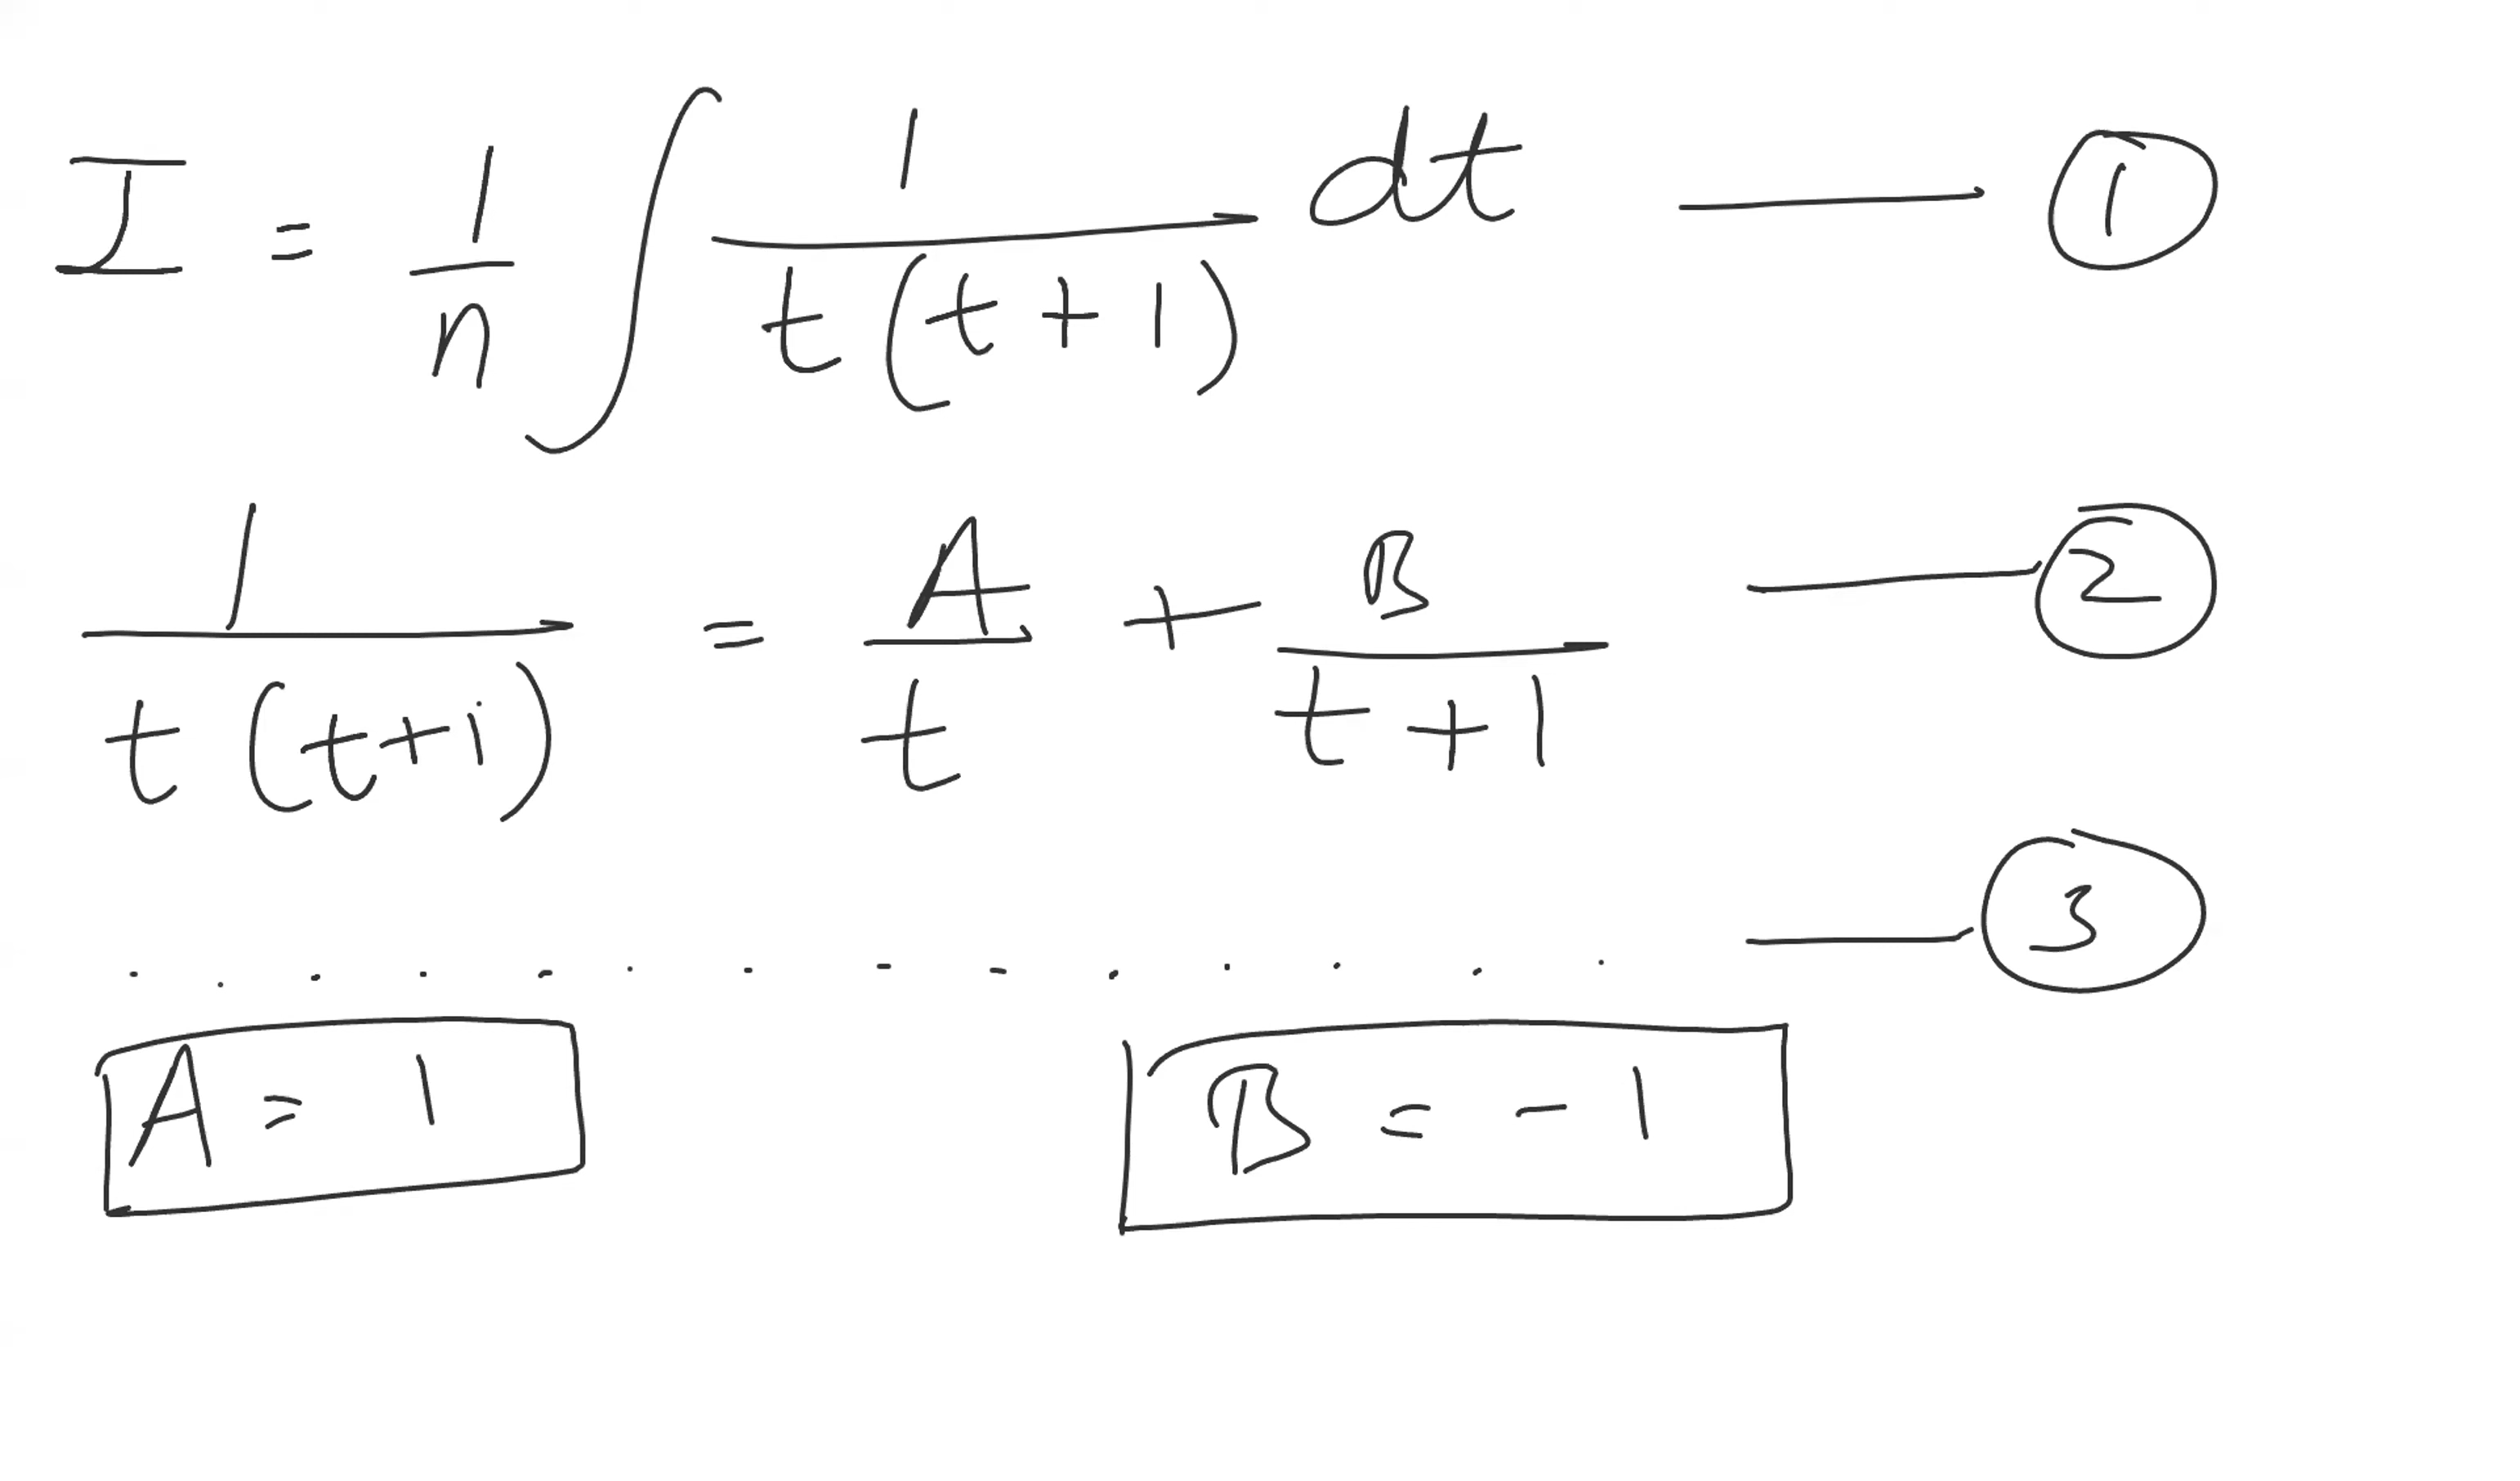 I = 1/n ∫ 1/(t(t+1)) dt —— ①
1/(t(t+1)) = A/t + B/(t+1) —— ②
. . . . . . . . . . . . . . —— ③
A = 1 B = -1